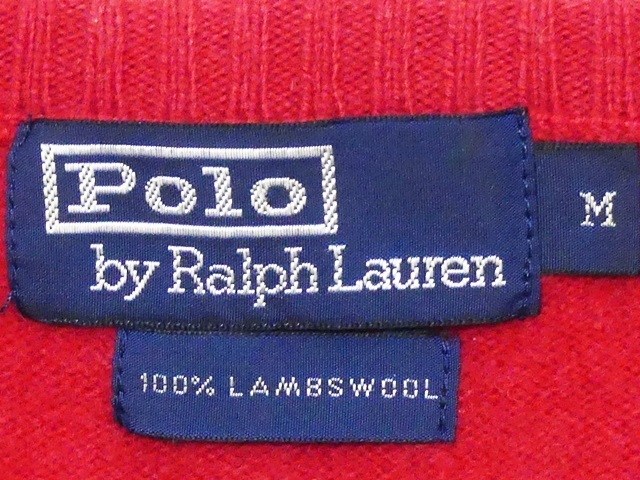 Polo
by Ralph Lauren
M
100% LAMBSWOOL